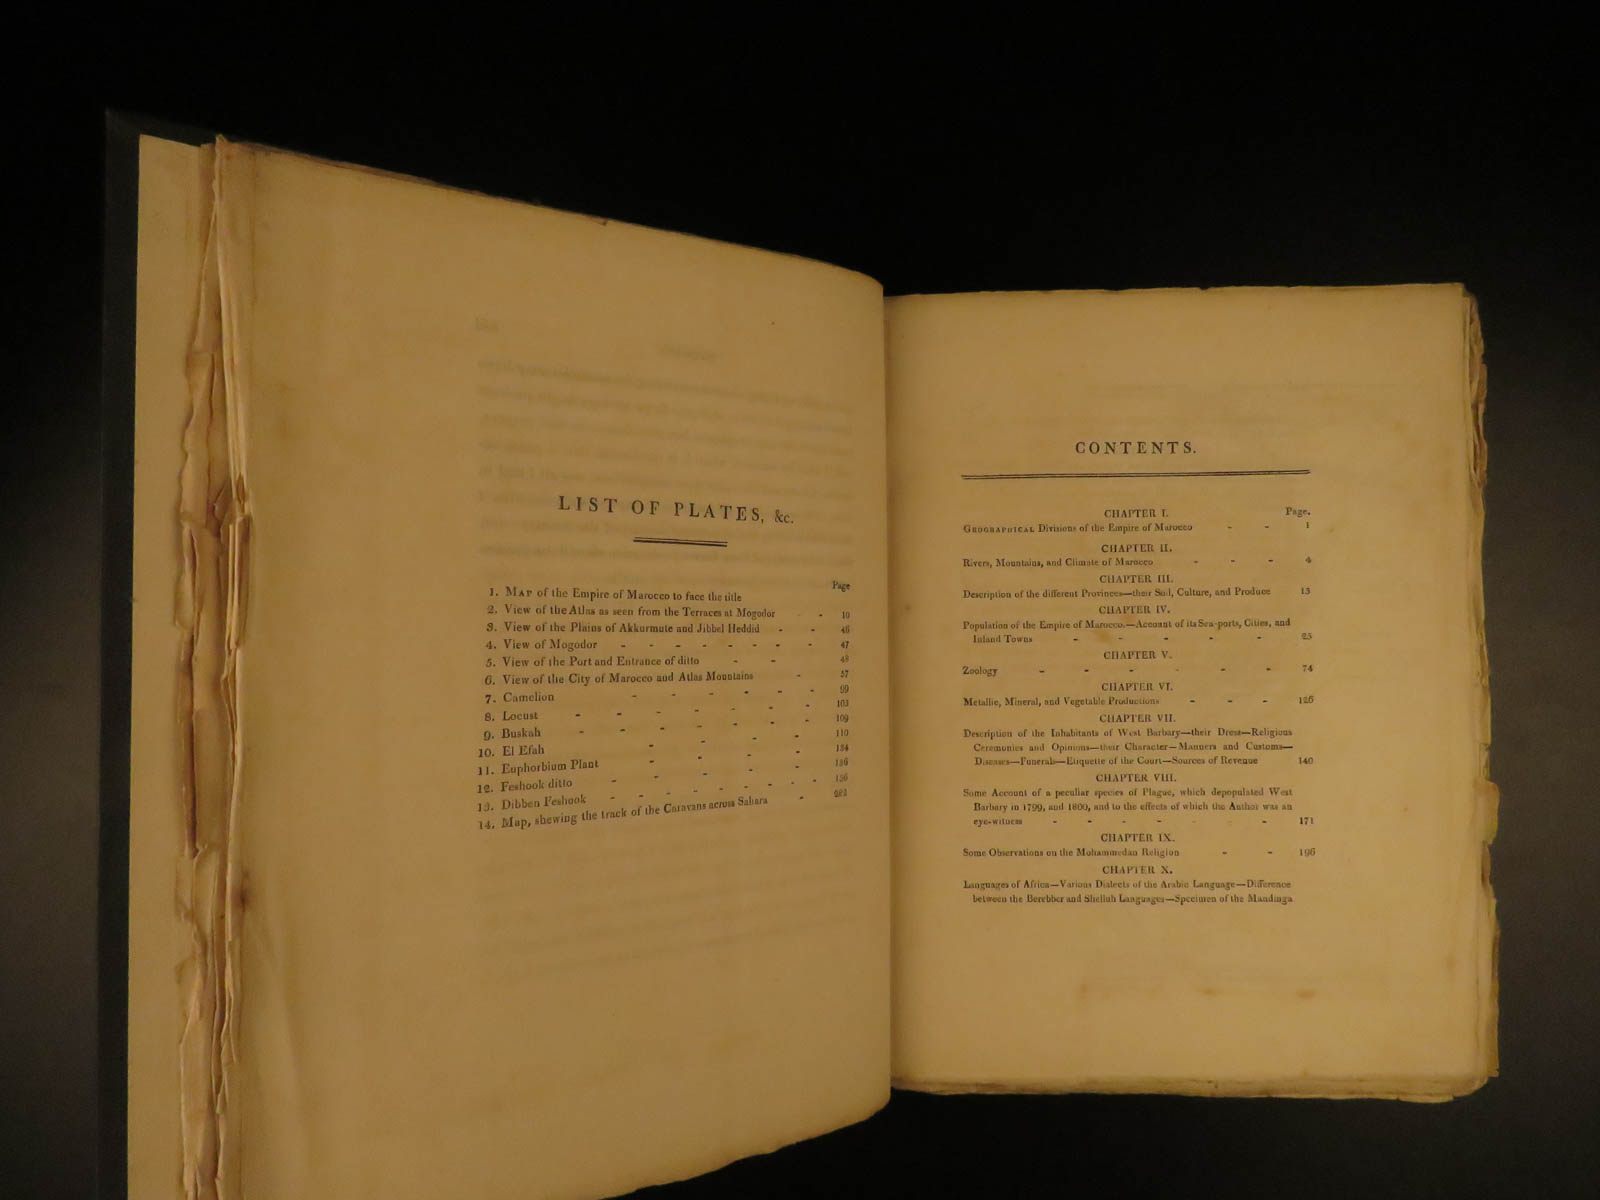 LIST OF PLATES, &c.
Page
1. MAP of the Empire of Marocco to face the title
2. View of the Atlas as seen from the Terraces at Mogodor - - 10
3. View of the Plains of Akkurmute and Jibbel Heddid - - 46
4. View of Mogodor - - - - - - - 47
5. View of the Port and Entrance of ditto - - 48
6. View of the City of Marocco and Atlas Mountains - 57
7. Camelion - - - - - 99
8. Locust - - - - - - 103
9. Buskah - - - - - - 109
10. El Efah - - - 110
11. Euphorbium Plant - - - 134
12. Feshook ditto - - - - 136
13. Dibben Feshook - - - - - - 136
14. Map, shewing the track of the Caravans across Sahara - 282
CONTENTS.
CHAPTER I. Page.
GEOGRAPHICAL Divisions of the Empire of Marocco - - 1
CHAPTER II.
Rivers, Mountains, and Climate of Marocco - - - 4
CHAPTER III.
Description of the different Provinces—their Soil, Culture, and Produce 13
CHAPTER IV.
Population of the Empire of Marocco.—Account of its Sea-ports, Cities, and
Inland Towns - - - - - 25
CHAPTER V.
Zoology - - - - - - 74
CHAPTER VI.
Metallic, Mineral, and Vegetable Productions - - - 126
CHAPTER VII.
Description of the Inhabitants of West Barbary—their Dress—Religious
Ceremonies and Opinions—their Character—Manners and Customs—
Diseases—Funerals—Etiquette of the Court—Sources of Revenue 140
CHAPTER VIII.
Some Account of a peculiar species of Plague, which depopulated West
Barbary in 1799, and 1800, and to the effects of which the Author was an
eye-witness - - - - - - - 171
CHAPTER IX.
Some Observations on the Mohammedan Religion - - 196
CHAPTER X.
Languages of Africa—Various Dialects of the Arabic Language—Difference
between the Berebber and Shelluh Languages—Specimen of the Mandinga